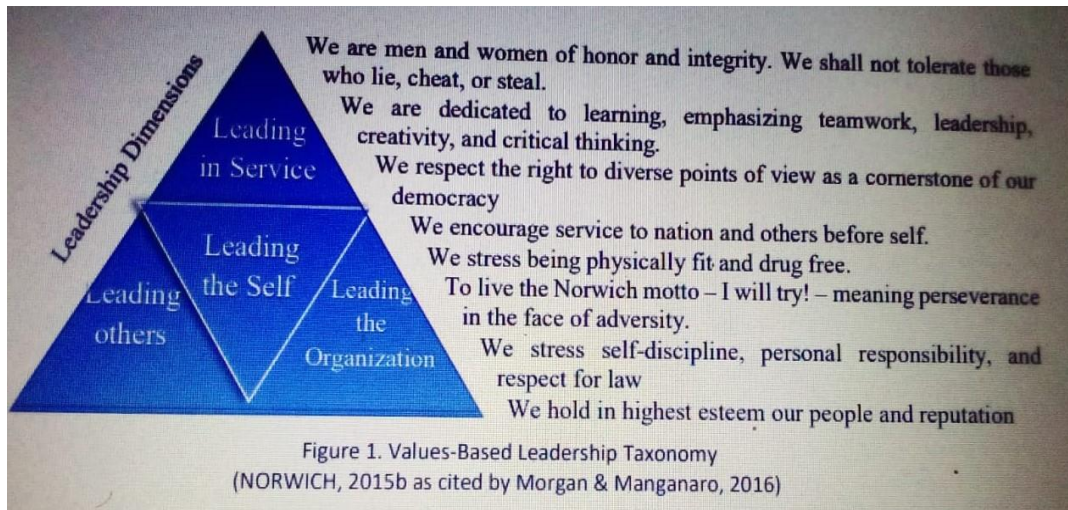 Leadership Dimensions
Leading
in Service
Leading
the Self
Leading
others
Leading
the
Organization
We are men and women of honor and integrity. We shall not tolerate those
who lie, cheat, or steal.
We are dedicated to learning, emphasizing teamwork, leadership,
creativity, and critical thinking.
We respect the right to diverse points of view as a cornerstone of our
democracy
We encourage service to nation and others before self.
We stress being physically fit and drug free.
To live the Norwich motto – I will try! – meaning perseverance
in the face of adversity.
We stress self-discipline, personal responsibility, and
respect for law
We hold in highest esteem our people and reputation
Figure 1. Values-Based Leadership Taxonomy
(NORWICH, 2015b as cited by Morgan & Manganaro, 2016)